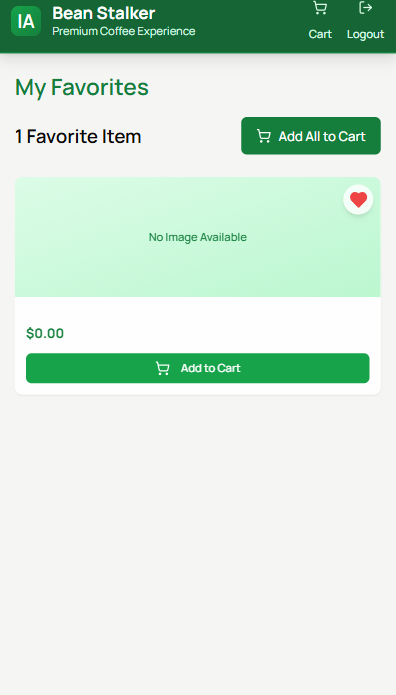 IA
Bean Stalker
Premium Coffee Experience
Cart
Logout
My Favorites
1 Favorite Item
Add All to Cart
No Image Available
$0.00
Add to Cart